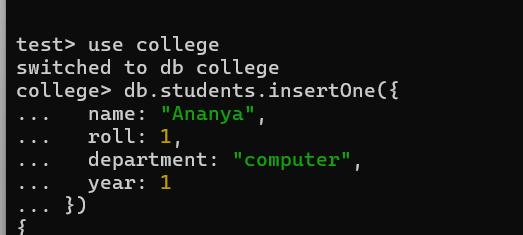 test> use college
switched to db college
college> db.students.insertOne({
...   name: "Ananya",
...   roll: 1,
...   department: "computer",
...   year: 1
... })
{